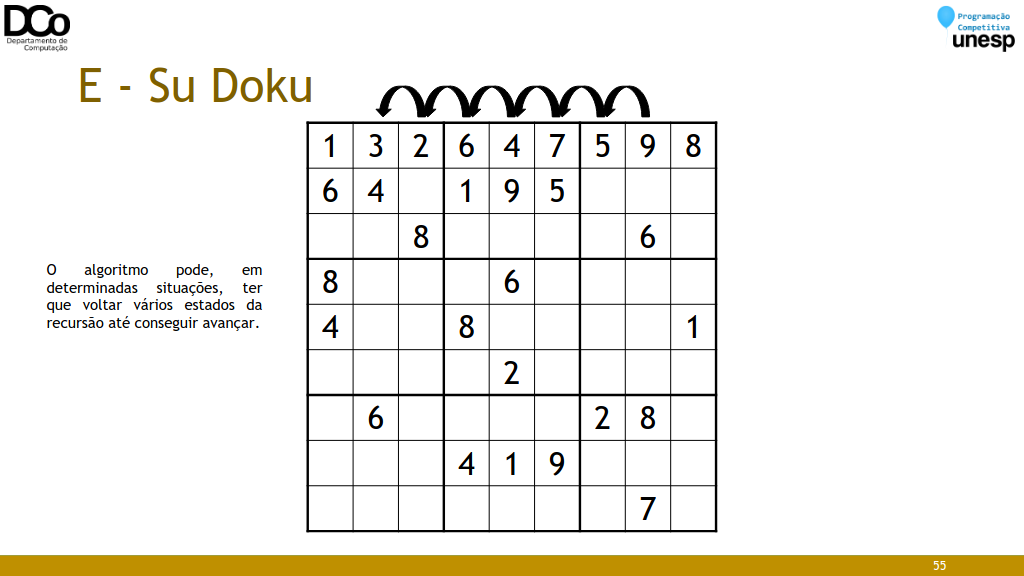 DCo
Departamento de
Computação
Programação
Competitiva
unesp
E - Su Doku
1 3 2 6 4 7 5 9 8
6 4 1 9 5
8 6
8 6
4 8 1
2
6 2 8
4 1 9
7
O algoritmo pode, em
determinadas situações, ter
que voltar vários estados da
recursão até conseguir avançar.
55